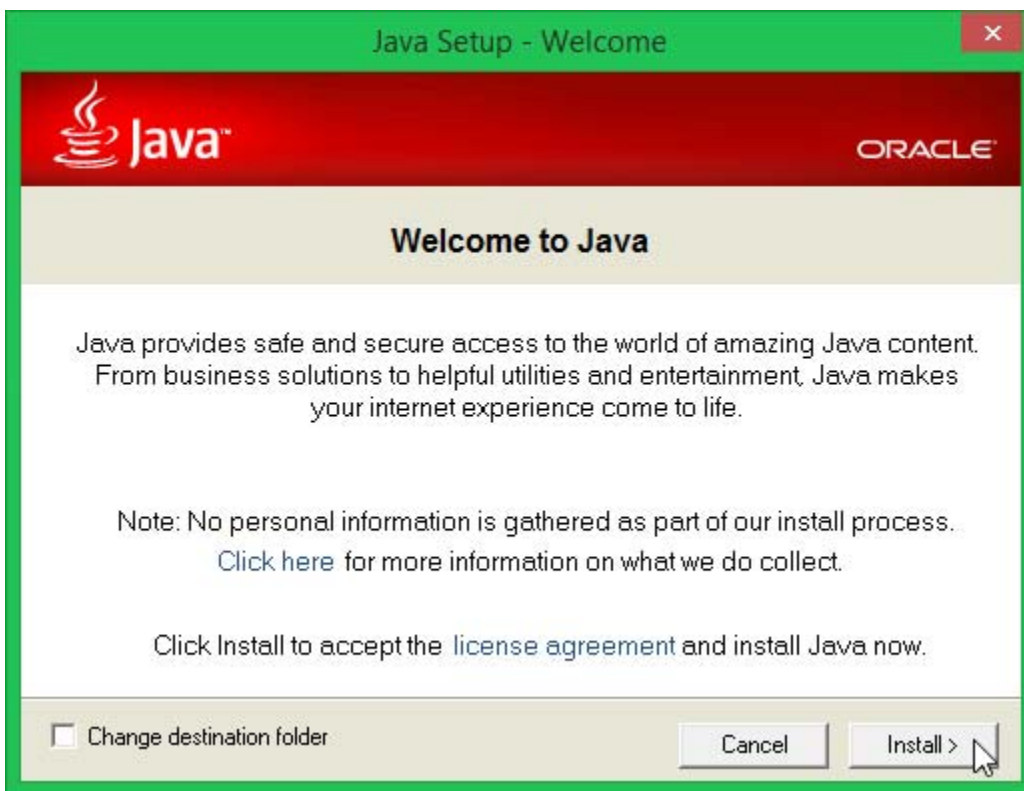 Java Setup - Welcome
Java™
ORACLE®
Welcome to Java
Java provides safe and secure access to the world of amazing Java content.
From business solutions to helpful utilities and entertainment, Java makes
your internet experience come to life.
Note: No personal information is gathered as part of our install process.
Click here for more information on what we do collect.
Click Install to accept the license agreement and install Java now.
Change destination folder
Cancel
Install >